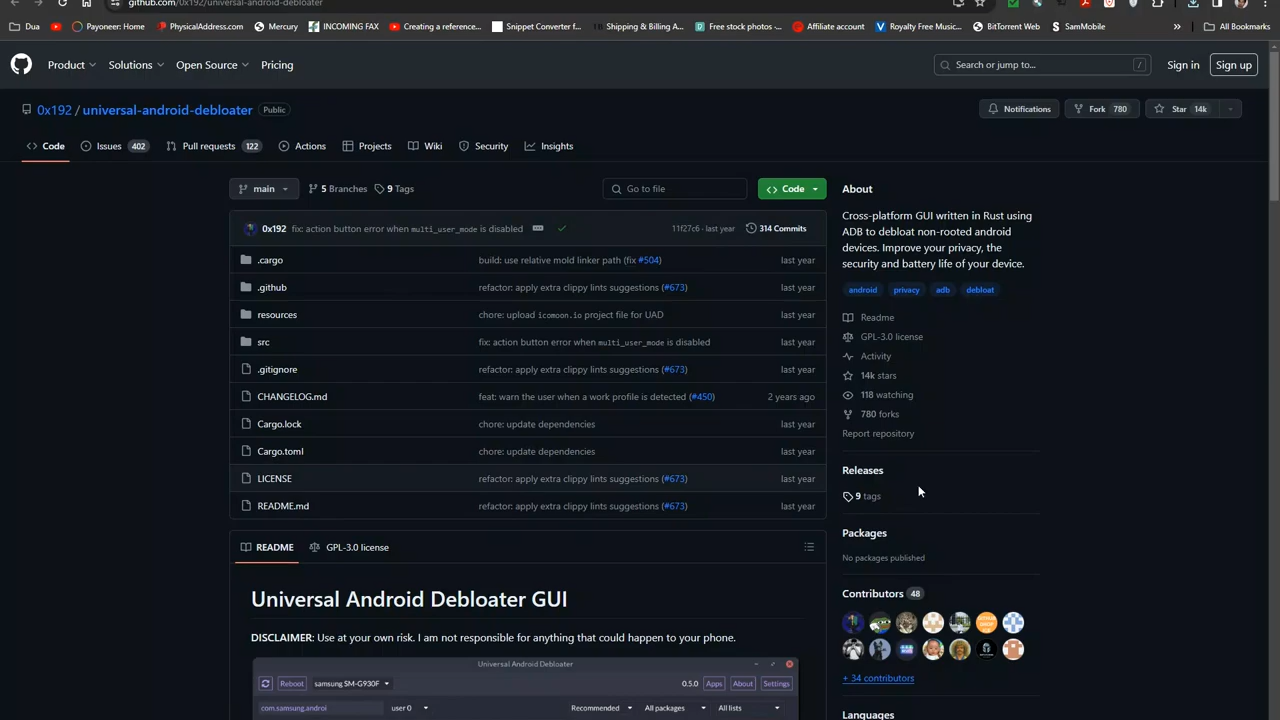 github.com/0x192/universal-android-debloater
Dua
Payoneer: Home
PhysicalAddress.com
Mercury
INCOMING FAX
Creating a reference...
Snippet Converter f...
Shipping & Billing A...
Free stock photos -...
Affiliate account
Royalty Free Music...
BitTorrent Web
SamMobile
»
All Bookmarks
Product
Solutions
Open Source
Pricing
Search or jump to...
/
Sign in
Sign up
0x192 / universal-android-debloater
Public
Notifications
Fork 780
Star 14k
Code
Issues 402
Pull requests 122
Actions
Projects
Wiki
Security
Insights
main
5 Branches
9 Tags
Go to file
Code
0x192 fix: action button error when multi_user_mode is disabled
11f27c6 · last year
314 Commits
.cargo build: use relative mold linker path (fix #504) last year
.github refactor: apply extra clippy lints suggestions (#673) last year
resources chore: upload icomoon.io project file for UAD last year
src fix: action button error when multi_user_mode is disabled last year
.gitignore refactor: apply extra clippy lints suggestions (#673) last year
CHANGELOG.md feat: warn the user when a work profile is detected (#450) 2 years ago
Cargo.lock chore: update dependencies last year
Cargo.toml chore: update dependencies last year
LICENSE refactor: apply extra clippy lints suggestions (#673) last year
README.md refactor: apply extra clippy lints suggestions (#673) last year
README
GPL-3.0 license
Universal Android Debloater GUI
DISCLAIMER: Use at your own risk. I am not responsible for anything that could happen to your phone.
Universal Android Debloater
Reboot
samsung SM-G930F
0.5.0
Apps
About
Settings
com.samsung.androi
user 0
Recommended
All packages
All lists
About
Cross-platform GUI written in Rust using
ADB to debloat non-rooted android
devices. Improve your privacy, the
security and battery life of your device.
android
privacy
adb
debloat
Readme
GPL-3.0 license
Activity
14k stars
118 watching
780 forks
Report repository
Releases
9 tags
Packages
No packages published
Contributors 48
+ 34 contributors
Languages